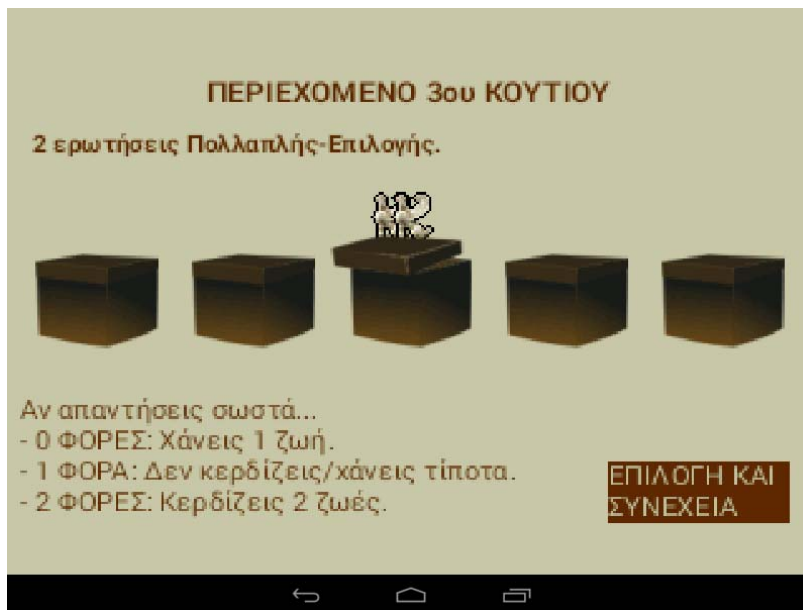 ΠΕΡΙΕΧΟΜΕΝΟ 3ου ΚΟΥΤΙΟΥ
2 ερωτήσεις Πολλαπλής-Επιλογής.
Αν απαντήσεις σωστά...
- 0 ΦΟΡΕΣ: Χάνεις 1 ζωή.
- 1 ΦΟΡΑ: Δεν κερδίζεις/χάνεις τίποτα.
- 2 ΦΟΡΕΣ: Κερδίζεις 2 ζωές.
ΕΠΙΛΟΓΗ ΚΑΙ
ΣΥΝΕΧΕΙΑ